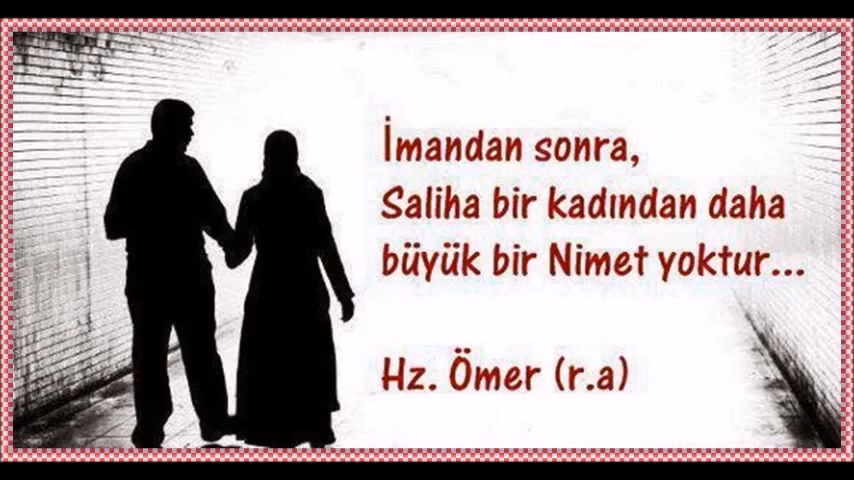 İmandan sonra,
Saliha bir kadından daha
büyük bir Nimet yoktur...
Hz. Ömer (r.a)